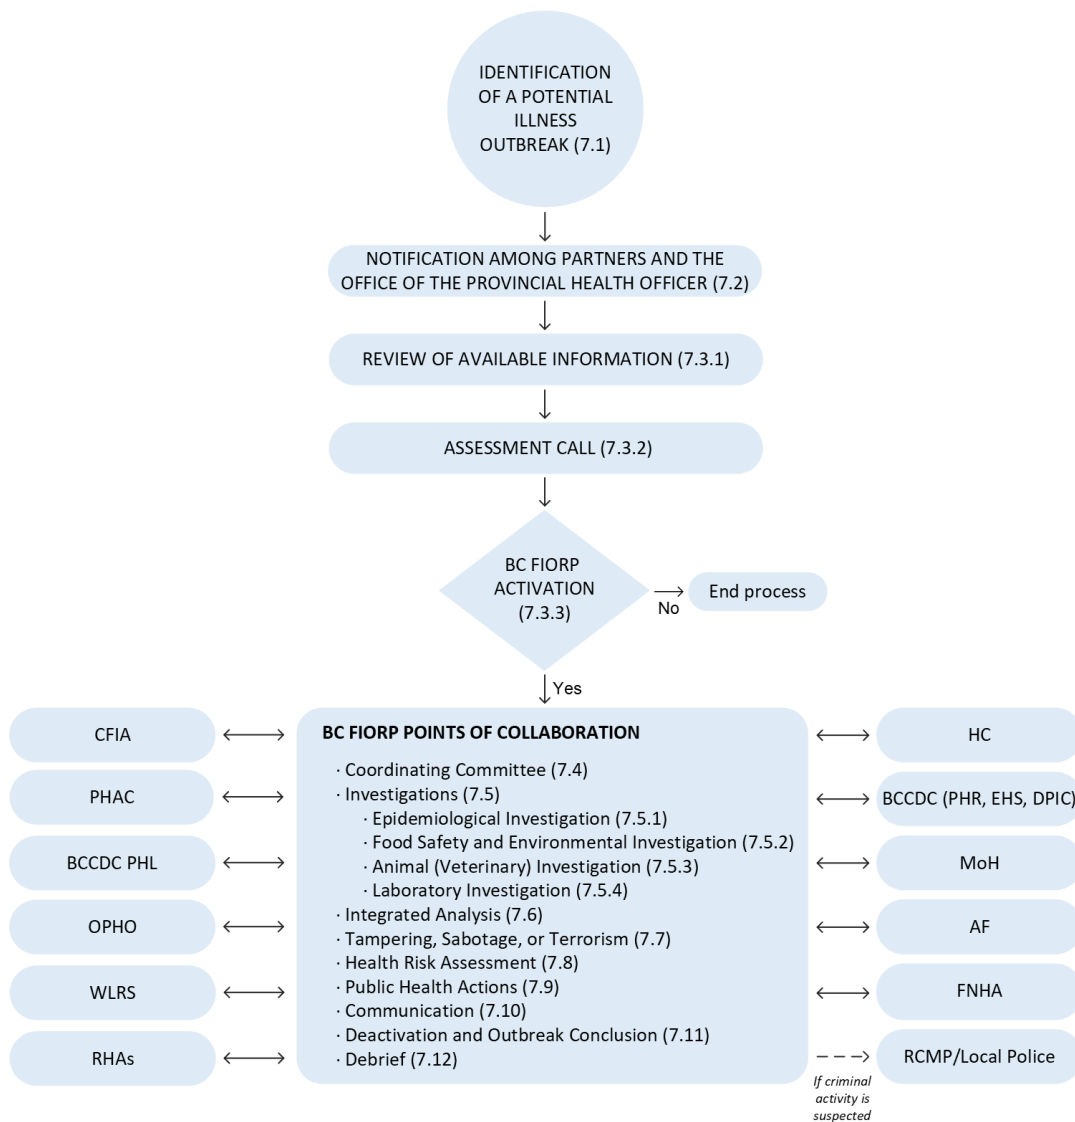 IDENTIFICATION
OF A POTENTIAL
ILLNESS
OUTBREAK (7.1)
NOTIFICATION AMONG PARTNERS AND THE
OFFICE OF THE PROVINCIAL HEALTH OFFICER (7.2)
REVIEW OF AVAILABLE INFORMATION (7.3.1)
ASSESSMENT CALL (7.3.2)
BC FIORP
ACTIVATION
(7.3.3)
No
End process
Yes
CFIA
PHAC
BCCDC PHL
OPHO
WLRS
RHAs
BC FIORP POINTS OF COLLABORATION
· Coordinating Committee (7.4)
· Investigations (7.5)
· Epidemiological Investigation (7.5.1)
· Food Safety and Environmental Investigation (7.5.2)
· Animal (Veterinary) Investigation (7.5.3)
· Laboratory Investigation (7.5.4)
· Integrated Analysis (7.6)
· Tampering, Sabotage, or Terrorism (7.7)
· Health Risk Assessment (7.8)
· Public Health Actions (7.9)
· Communication (7.10)
· Deactivation and Outbreak Conclusion (7.11)
· Debrief (7.12)
HC
BCCDC (PHR, EHS, DPIC)
MoH
AF
FNHA
RCMP/Local Police
If criminal
activity is
suspected